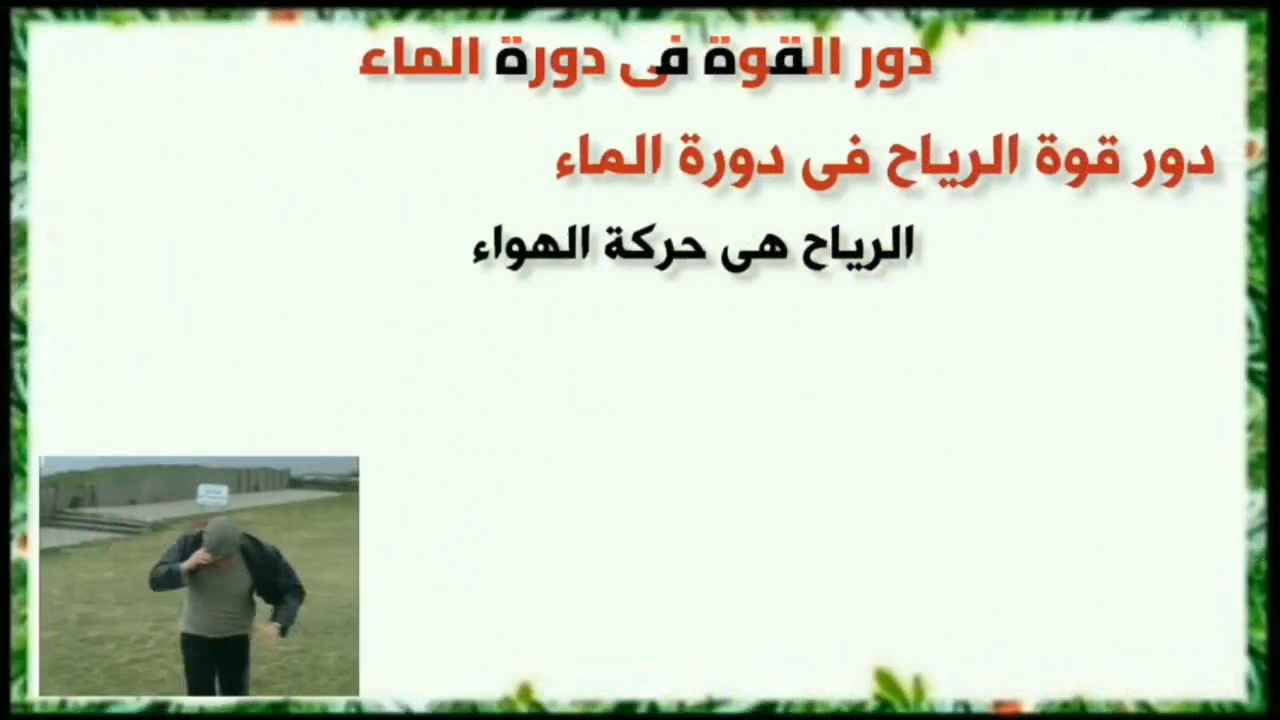 دور القوة فى دورة الماء
دور قوة الرياح فى دورة الماء
الرياح هى حركة الهواء